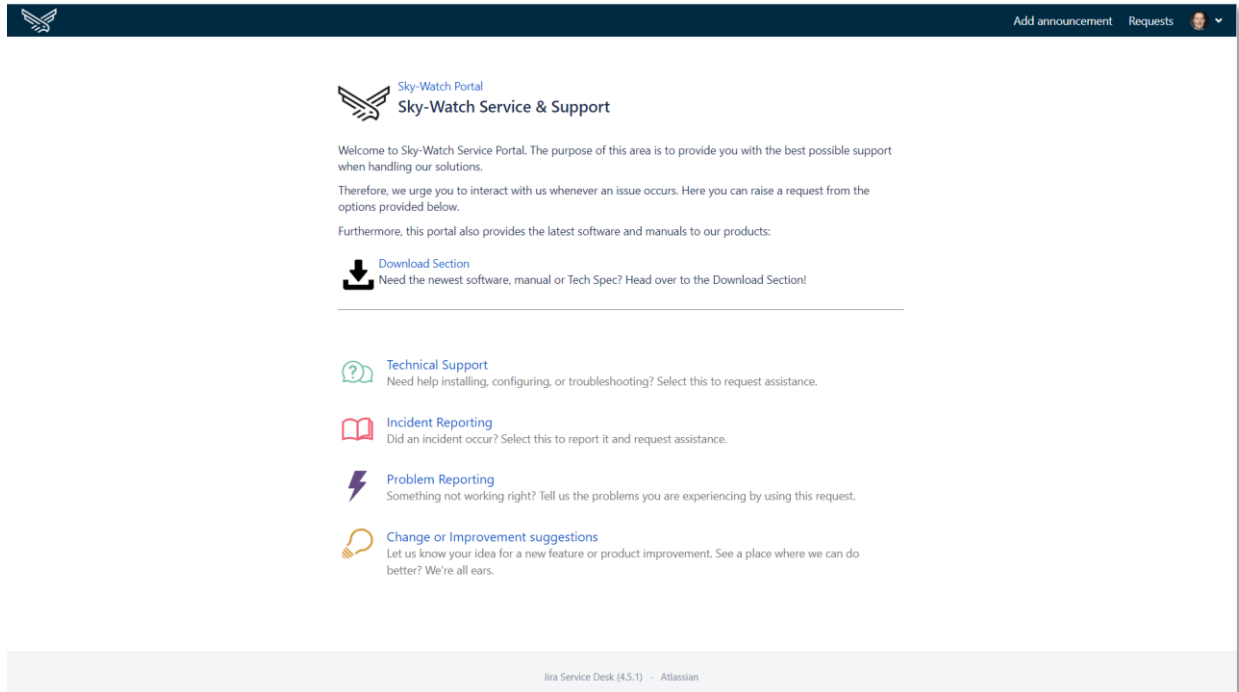 Add announcement Requests
Sky-Watch Portal
Sky-Watch Service & Support
Welcome to Sky-Watch Service Portal. The purpose of this area is to provide you with the best possible support
when handling our solutions.
Therefore, we urge you to interact with us whenever an issue occurs. Here you can raise a request from the
options provided below.
Furthermore, this portal also provides the latest software and manuals to our products:
Download Section
Need the newest software, manual or Tech Spec? Head over to the Download Section!
Technical Support
Need help installing, configuring, or troubleshooting? Select this to request assistance.
Incident Reporting
Did an incident occur? Select this to report it and request assistance.
Problem Reporting
Something not working right? Tell us the problems you are experiencing by using this request.
Change or Improvement suggestions
Let us know your idea for a new feature or product improvement. See a place where we can do
better? We're all ears.
Jira Service Desk (4.5.1) · Atlassian